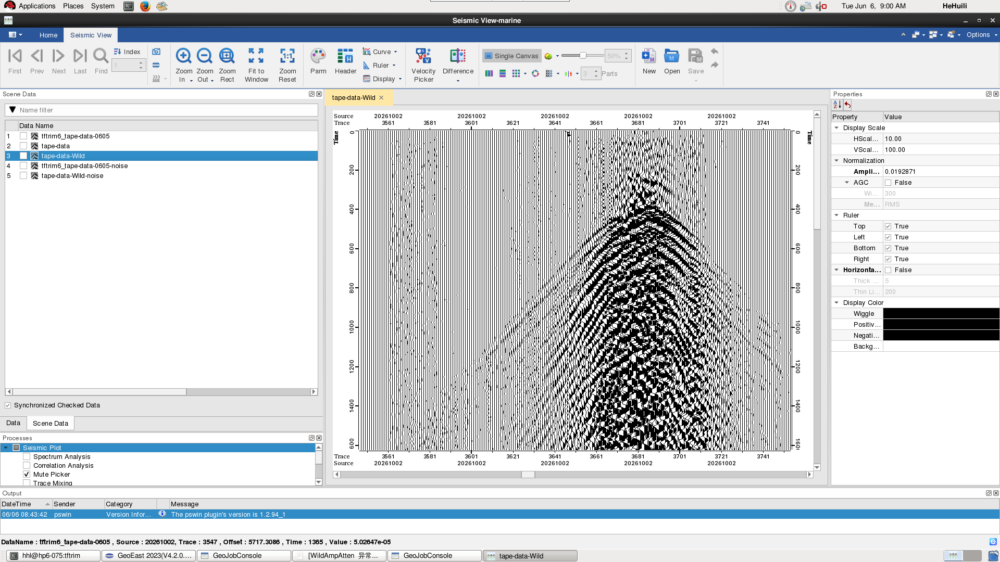 Applications Places System Tue Jun 6, 9:00 AM HeHuili
Seismic View-marine
Home Seismic View Options
First Prev Next Last Find
Index
1
Zoom In
Zoom Out
Zoom Rect
Fit to Window
1:1
Zoom Reset
Parm Header
Curve
Ruler
Display
Velocity Picker
Difference
Single Canvas 50%
3 Parts
New Open Save
Scene Data
Name filter
Data Name
1 tftrim6_tape-data-0605
2 tape-data
3 tape-data-Wild
4 tftrim6_tape-data-0605-noise
5 tape-data-Wild-noise
Synchronized Checked Data
Data Scene Data
Processes
Seismic Plot
Spectrum Analysis
Correlation Analysis
Mute Picker
Trace Mixing
tape-data-Wild
Source 20261002 20261002 20261002 20261002 20261002
Trace 3561 3581 3601 3621 3641 3661 3681 3701 3721 3741
Time 0 200 400 600 800 1000 1200 1400 600
Time 0 200 400 600 800 1000 1200 1400 160
Trace 3561 3581 3601 3621 3641 3661 3681 3701 3721 3741
Source 20261002 20261002 20261002 20261002 20261002
Properties
Property Value
Display Scale
HScal... 10.00
VScal... 100.00
Normalization
Ampli... 0.0192871
AGC False
Wi... 300
Me... RMS
Ruler
Top True
Left True
Bottom True
Right True
Horizonta... False
Thick ... 5
Thin Li... 200
Display Color
Wiggle
Positiv...
Negati...
Backg...
Output
DateTime Sender Category Message
06/06 08:43:42 pswin Version Infor... The pswin plugin's version is 1.2.94_1
DataName : tftrim6_tape-data-0605 , Source : 20261002, Trace : 3547 , Offset : 5717.3086 , Time : 1365 , Value : 5.02647e-05
hhl@hp6-075:tftrim GeoEast 2023(V4.2.0.... GeoJobConsole [WildAmpAtten 异常... GeoJobConsole tape-data-Wild